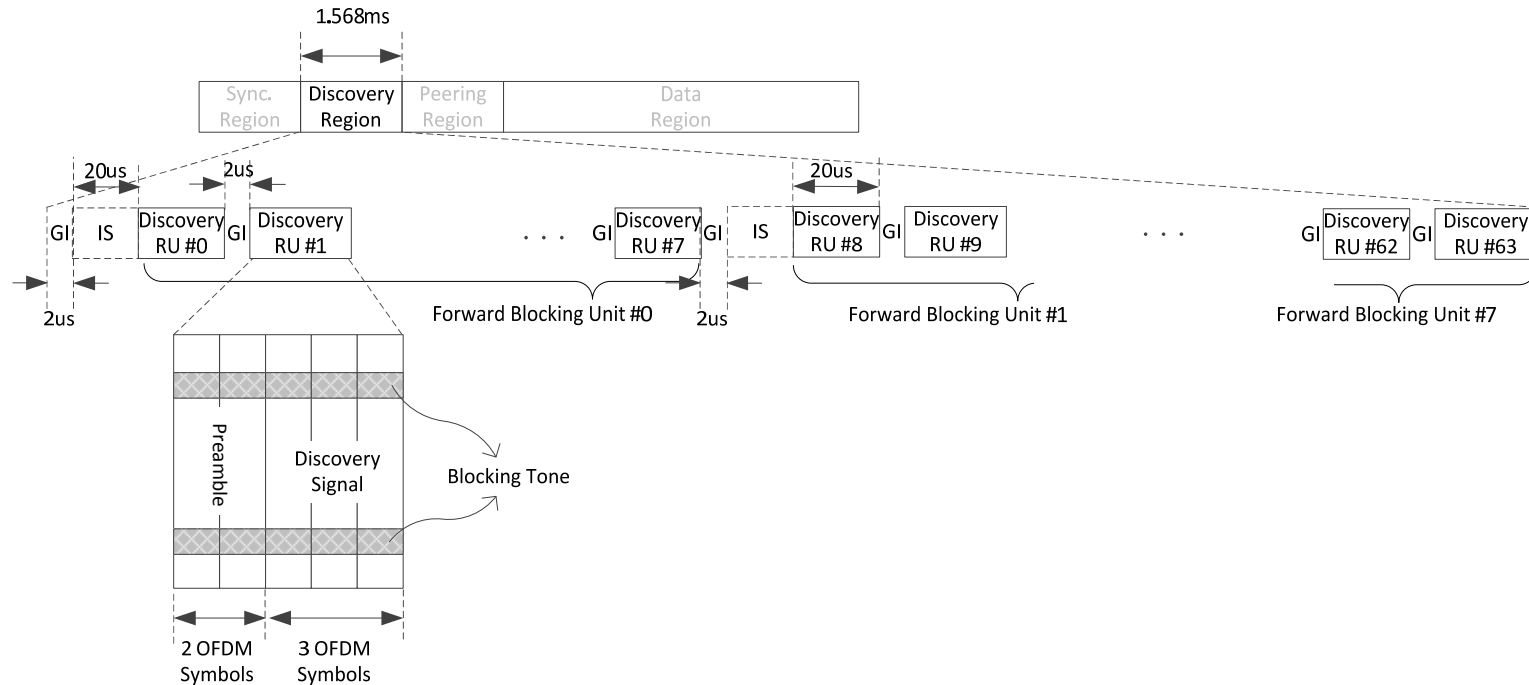 1.568ms
Sync.
Region
Discovery
Region
Peering
Region
Data
Region
20us
2us
20us
GI
IS
Discovery
RU #0
GI
Discovery
RU #1
. . .
GI
Discovery
RU #7
GI
IS
Discovery
RU #8
GI
Discovery
RU #9
. . .
GI
Discovery
RU #62
GI
Discovery
RU #63
2us
Forward Blocking Unit #0
2us
Forward Blocking Unit #1
Forward Blocking Unit #7
Preamble
Discovery
Signal
Blocking Tone
2 OFDM
Symbols
3 OFDM
Symbols